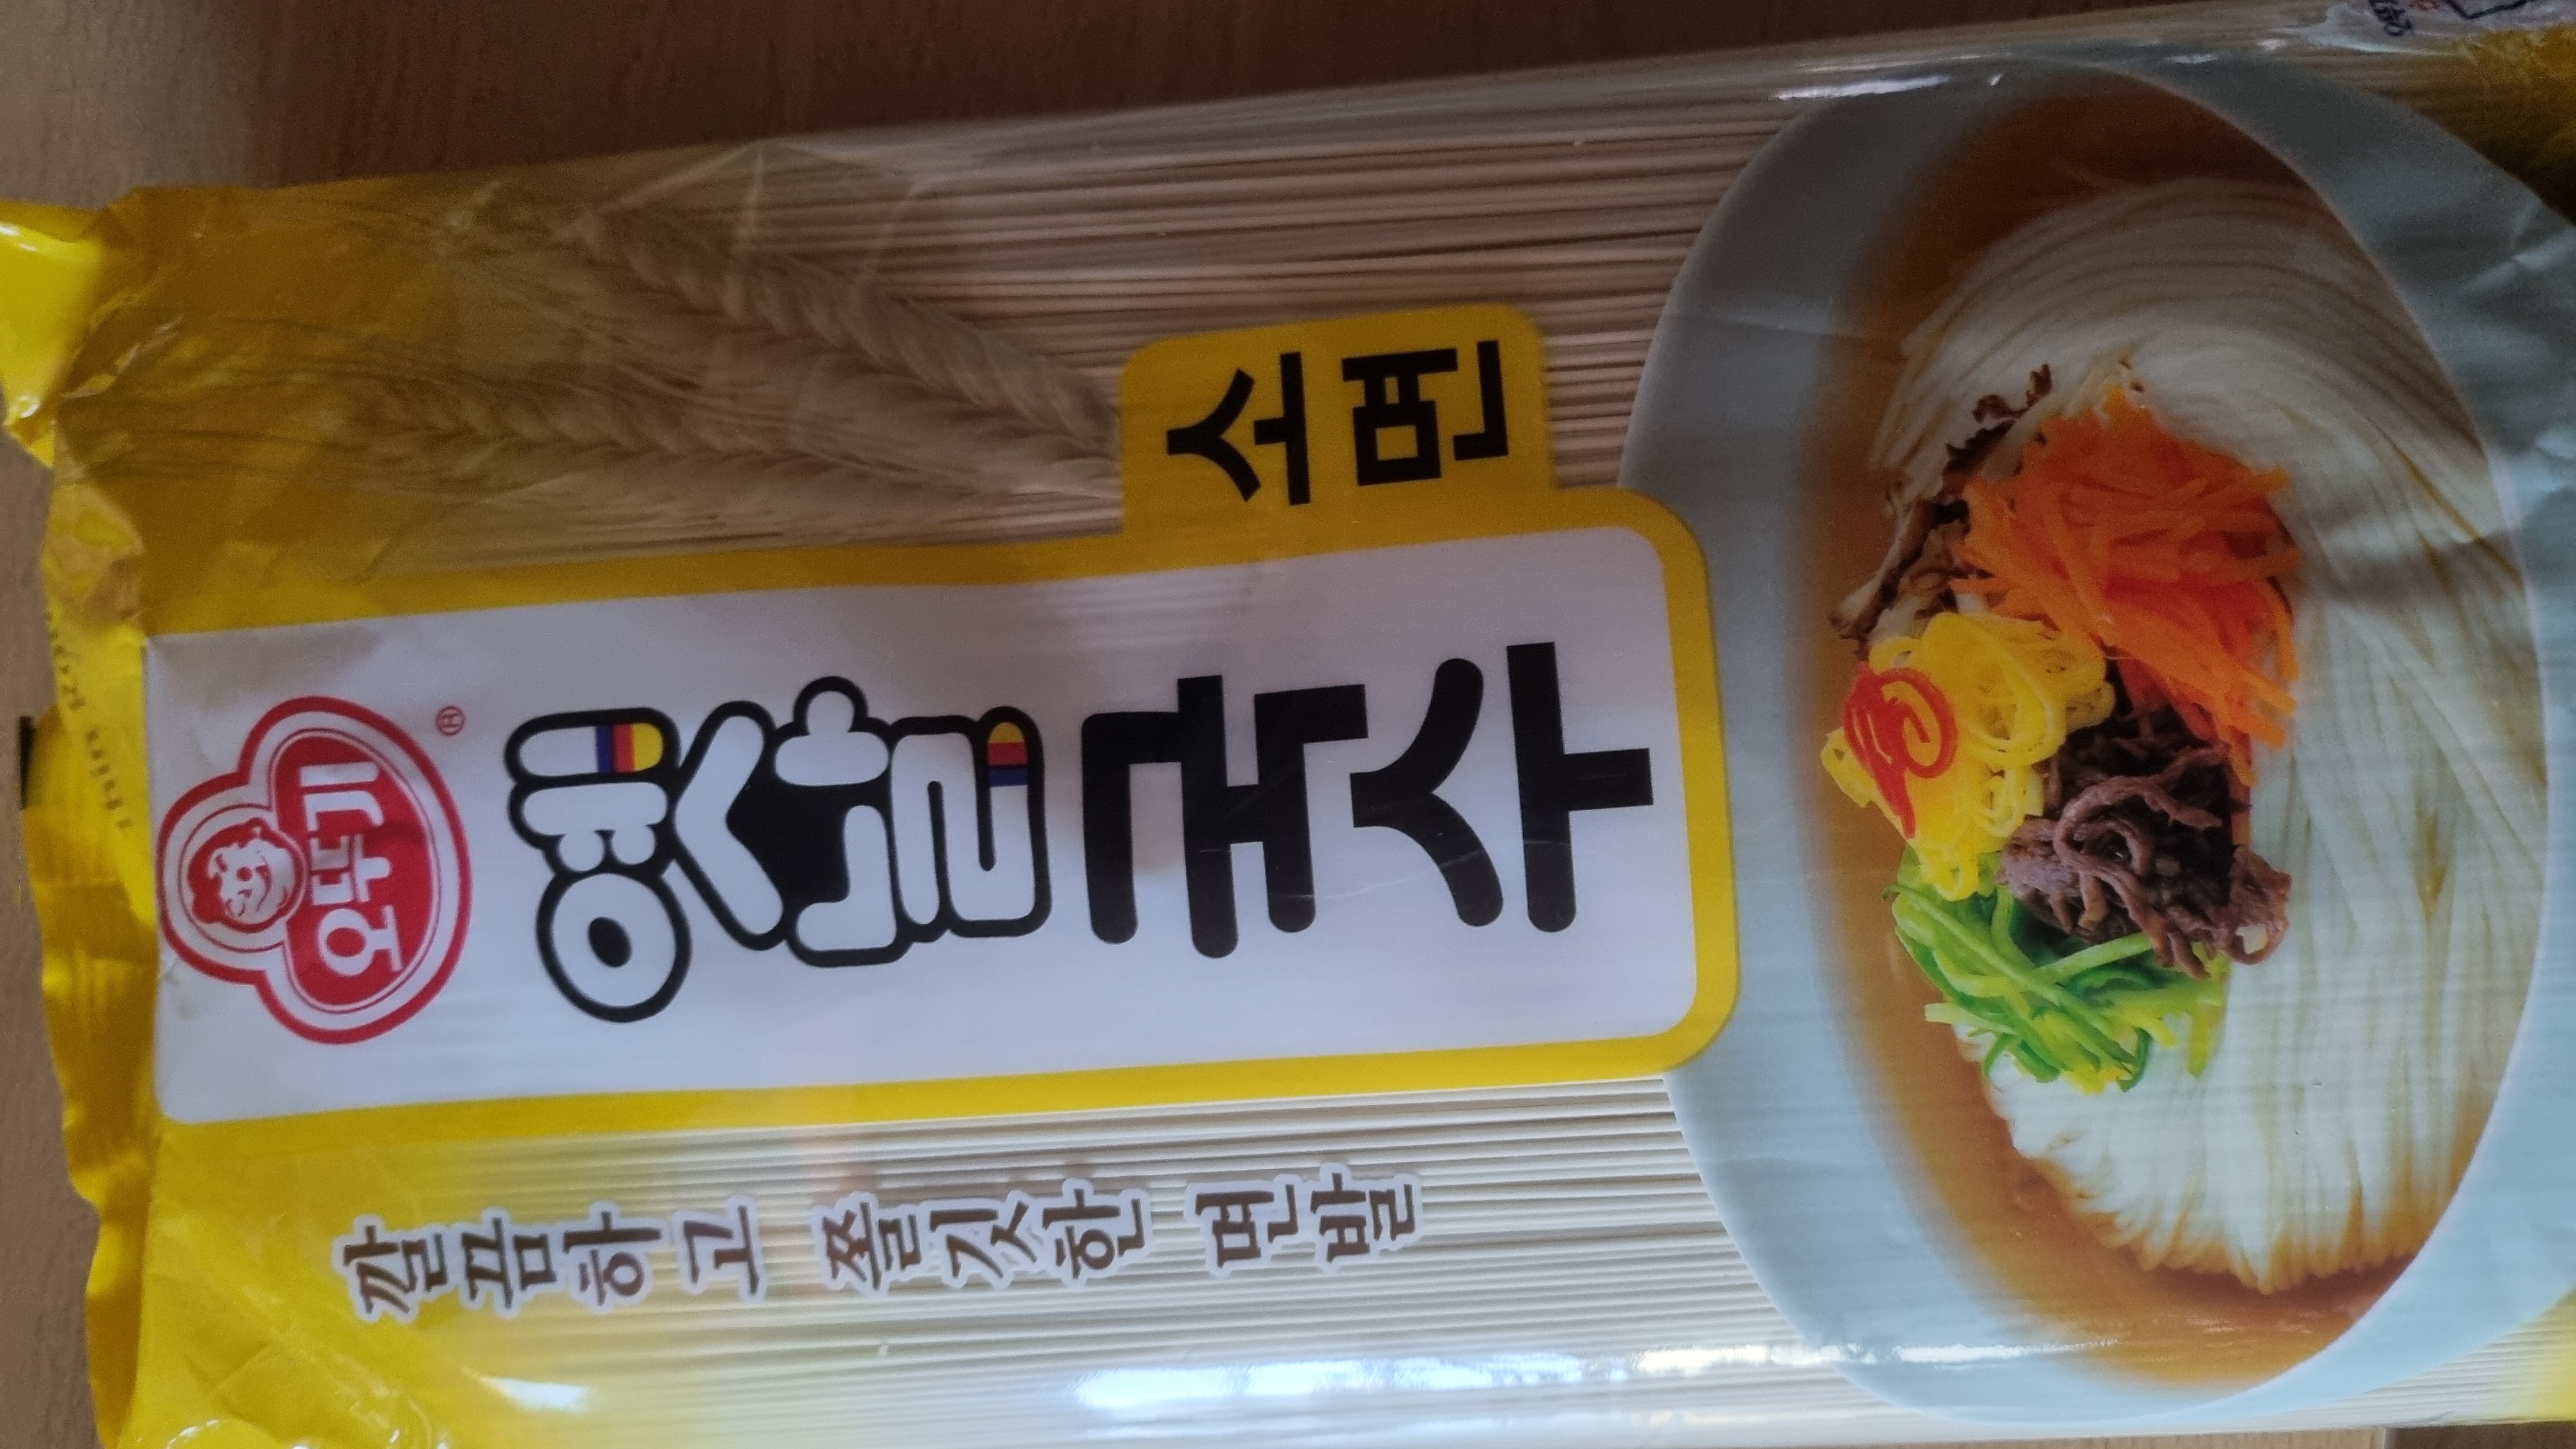 오뚜기
®
옛날
국수
소면
깔끔하고 쫄깃한 면발